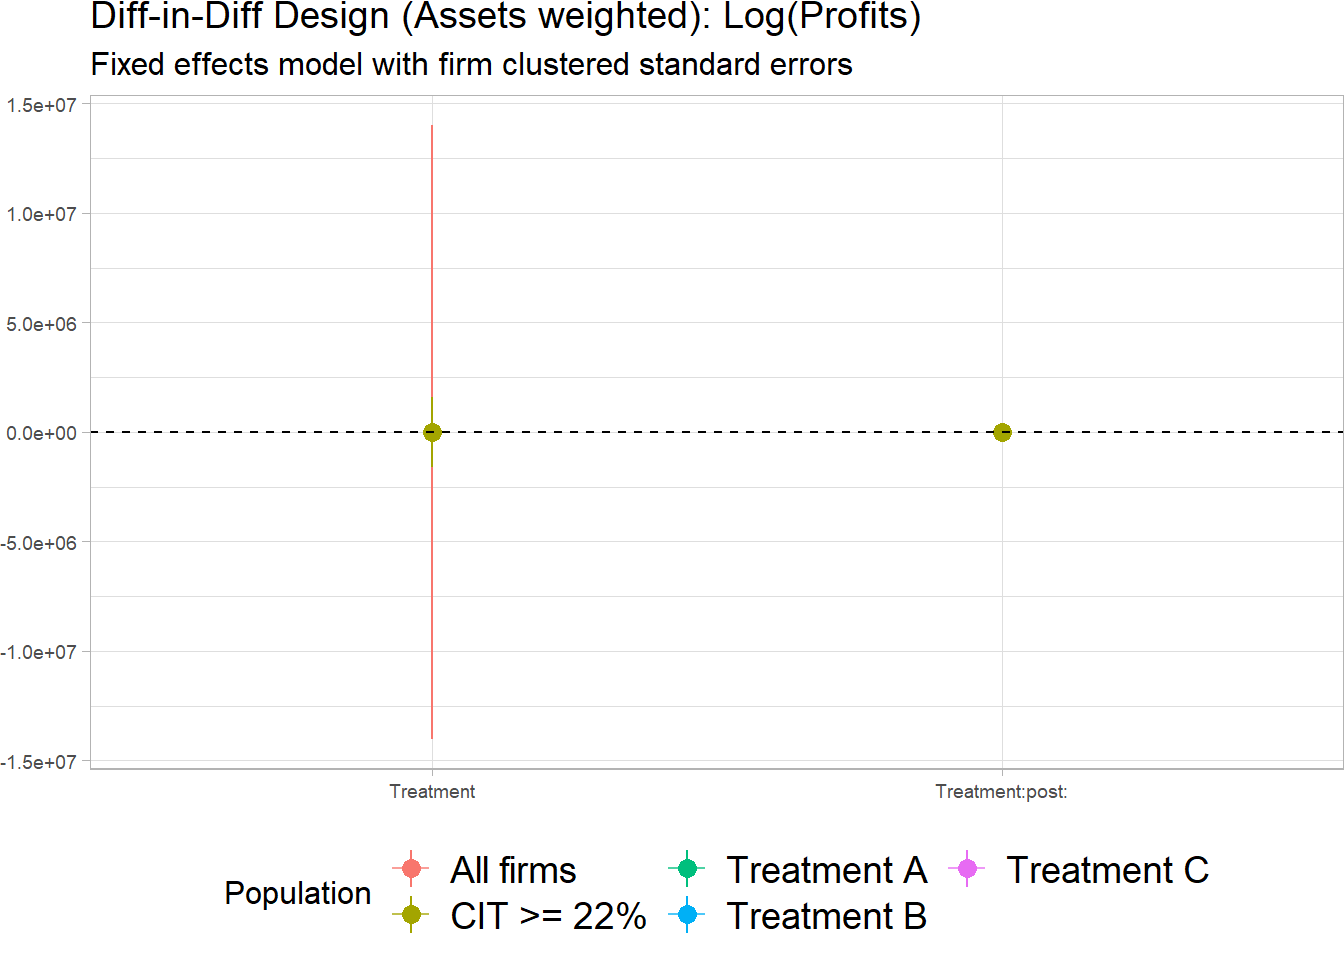 Diff-in-Diff Design (Assets weighted): Log(Profits)
Fixed effects model with firm clustered standard errors
1.5e+07
1.0e+07
5.0e+06
0.0e+00
-5.0e+06
-1.0e+07
-1.5e+07
Treatment Treatment:post:
Population
All firms Treatment A Treatment C
CIT >= 22% Treatment B